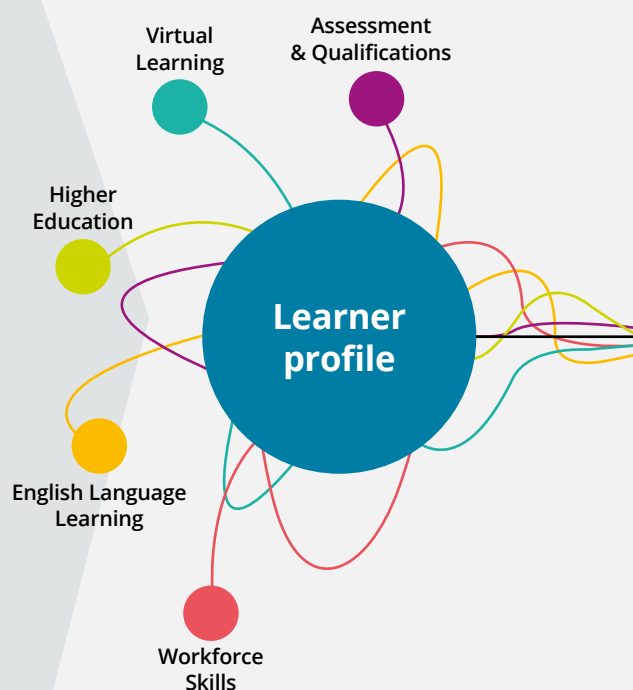 Assessment
& Qualifications
Virtual
Learning
Higher
Education
Learner
profile
English Language
Learning
Workforce
Skills